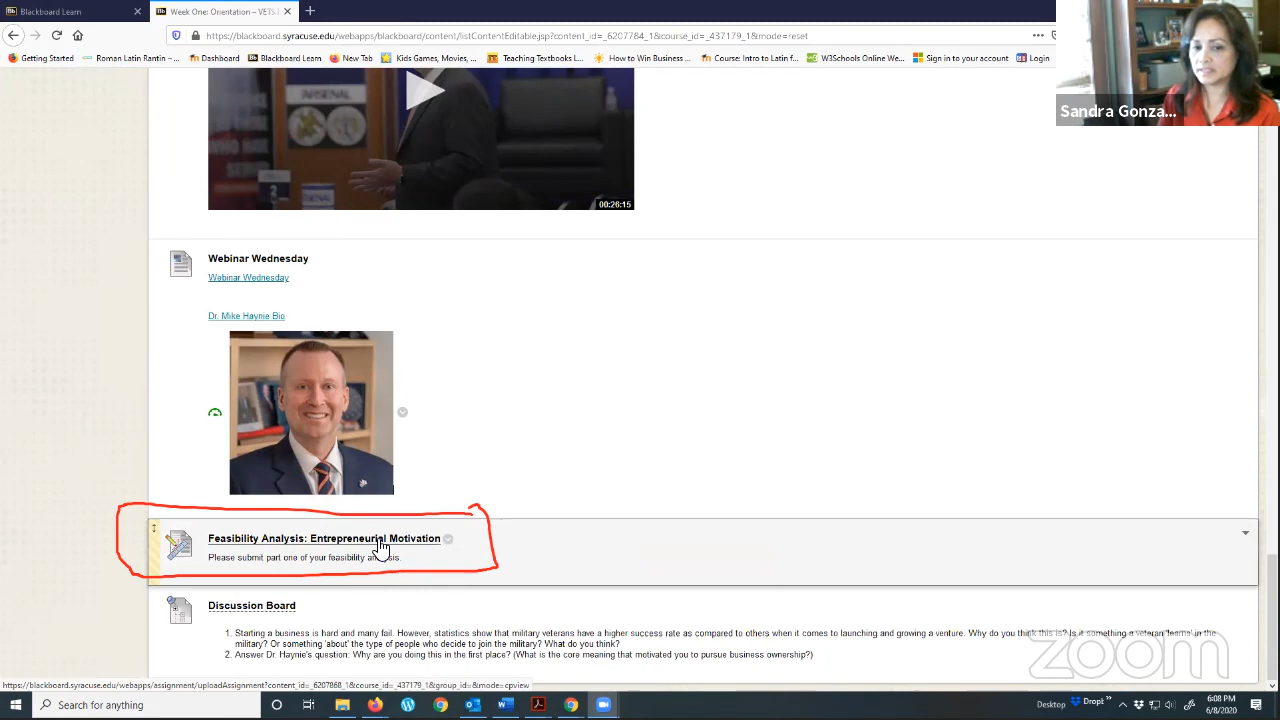 Blackboard Learn
Week One: Orientation – VETS
https://blackboard.syracuse.edu/webapps/blackboard/content/listContentEditable.jsp?content_id=_6207784_1&course_id=_437179_1&mode=reset
Getting Started
Roman Latin Rantin ~ ...
Dashboard
Blackboard Learn
New Tab
Kids Games, Movies, ...
Teaching Textbooks L...
How to Win Business ...
Course: Intro to Latin f...
W3Schools Online We...
Sign in to your account
Login
Sandra Gonza...
ARSENAL
2
ARSENAL
00:26:15
Webinar Wednesday
Webinar Wednesday
Dr. Mike Haynie Bio
Feasibility Analysis: Entrepreneurial Motivation
Please submit part one of your feasibility analysis.
Discussion Board
1. Starting a business is hard and many fail. However, statistics show that military veterans have a higher success rate as compared to others when it comes to launching and growing a venture. Why do you think this is? Is it something a veteran 'learns' in the
military? Or something 'about' the type of people who decide to join the military? What do you think?
2. Answer Dr. Haynie's question: Why are you doing this in the first place? (What is the core meaning that motivated you to pursue business ownership?)
zoom
https://blackboard.syracuse.edu/webapps/assignment/uploadAssignment?content_id=_6207868_1&course_id=_437179_1&group_id=&mode=cpview
Search for anything
Desktop
Dropt
6:08 PM
6/8/2020